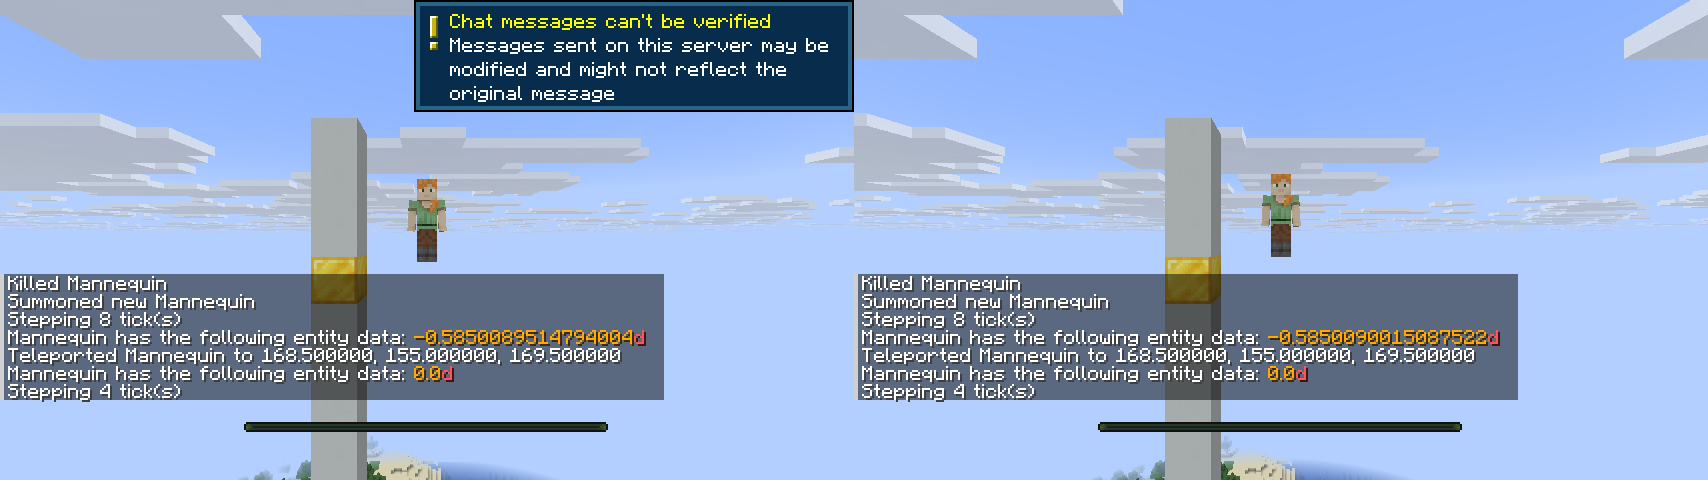 Chat messages can't be verified
Messages sent on this server may be
modified and might not reflect the
original message
Killed Mannequin
Summoned new Mannequin
Stepping 8 tick(s)
Mannequin has the following entity data: -0.5850089514794004d
Teleported Mannequin to 168.500000, 155.000000, 169.500000
Mannequin has the following entity data: 0.0d
Stepping 4 tick(s)
Killed Mannequin
Summoned new Mannequin
Stepping 8 tick(s)
Mannequin has the following entity data: -0.5850090015087522d
Teleported Mannequin to 168.500000, 155.000000, 169.500000
Mannequin has the following entity data: 0.0d
Stepping 4 tick(s)